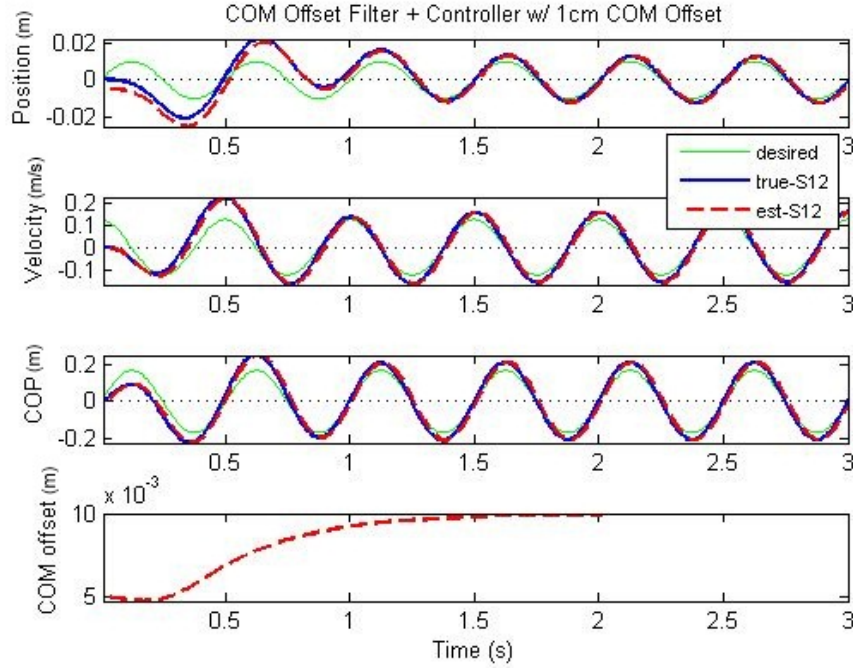 COM Offset Filter + Controller w/ 1cm COM Offset
Position (m)
0.02
0
-0.02
0.5 1 1.5 2 2.5 3
desired
true-S12
est-S12
Velocity (m/s)
0.2
0.1
0
-0.1
0.5 1 1.5 2 2.5 3
COP (m)
0.2
0
-0.2
0.5 1 1.5 2 2.5 3
x 10⁻³
COM offset (m)
10
5
0.5 1 1.5 2 2.5 3
Time (s)